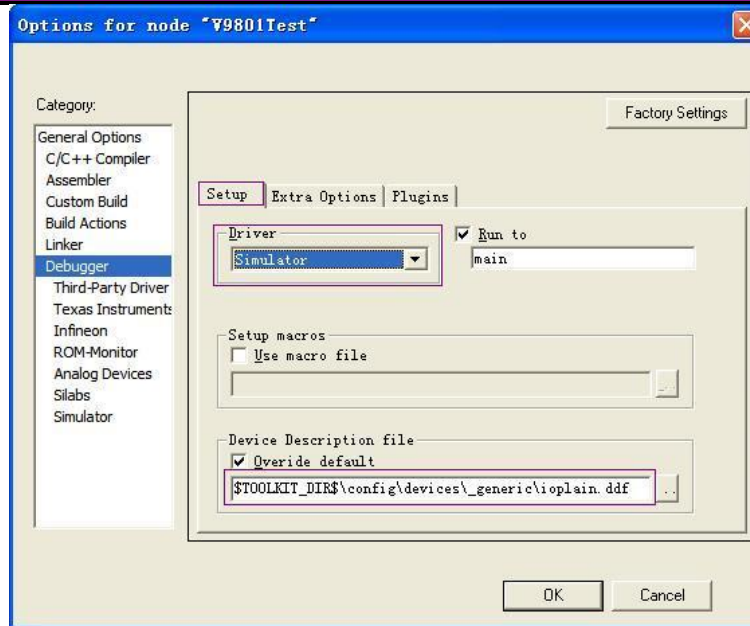 Options for node "V9801Test"
Category:
Factory Settings
General Options
C/C++ Compiler
Assembler
Custom Build
Build Actions
Linker
Debugger
Third-Party Driver
Texas Instruments
Infineon
ROM-Monitor
Analog Devices
Silabs
Simulator
Setup Extra Options Plugins
Driver
Simulator
Run to
main
Setup macros
Use macro file
...
Device Description file
Overide default
$TOOLKIT_DIR$\config\devices\_generic\ioplain.ddf
..
OK Cancel